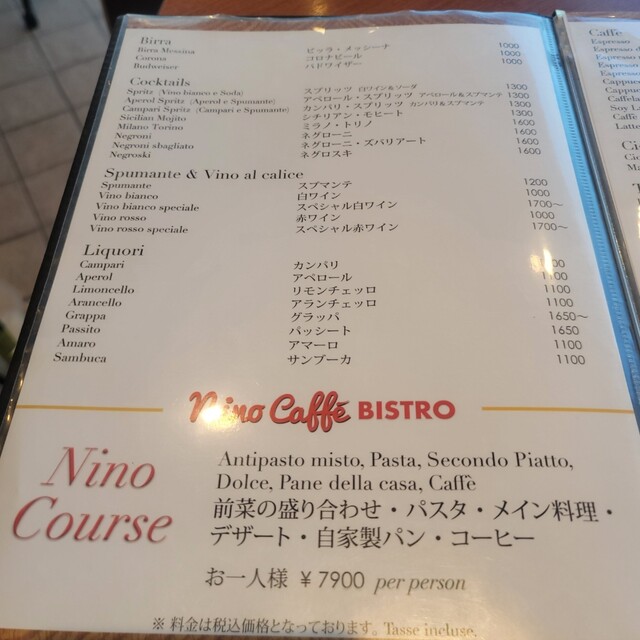 Birra
Birra Messina ビッラ・メッシーナ 1000
Corona コロナビール 1000
Budweiser バドワイザー 1000
Cocktails
Spritz (Vino bianco e Soda) スプリッツ 白ワイン&ソーダ 1300
Aperol Spritz (Aperol e Spumante) アペロール・スプリッツ アペロール&スプマンテ 1300
Campari Spritz (Campari e Spumante) カンパリ・スプリッツ カンパリ&スプマンテ 1300
Sicilian Mojito シチリアン・モヒート 1300
Milano Torino ミラノ・トリノ 1600
Negroni ネグローニ 1600
Negroni sbagliato ネグローニ・ズバリアート 1600
Negroski ネグロスキ 1600
Spumante & Vino al calice
Spumante スプマンテ 1200
Vino bianco 白ワイン 1000
Vino bianco speciale スペシャル白ワイン 1700～
Vino rosso 赤ワイン 1000
Vino rosso speciale スペシャル赤ワイン 1700～
Liquori
Campari カンパリ
Aperol アペロール 1100
Limoncello リモンチェッロ 1100
Arancello アランチェッロ 1100
Grappa グラッパ 1650～
Passito パッシート 1650
Amaro アマーロ 1100
Sambuca サンブーカ 1100
Nino Caffé BISTRO
Nino Course
Antipasto misto, Pasta, Secondo Piatto,
Dolce, Pane della casa, Caffè
前菜の盛り合わせ・パスタ・メイン料理・
デザート・自家製パン・コーヒー
お一人様 ¥7900 per person
※ 料金は税込価格となっております。Tasse incluse.
Caffè
Espresso
Espresso
Espresso
Espresso
Espresso
Cappuc
Cappu
Caffela
Soy L
Caffè
Latt